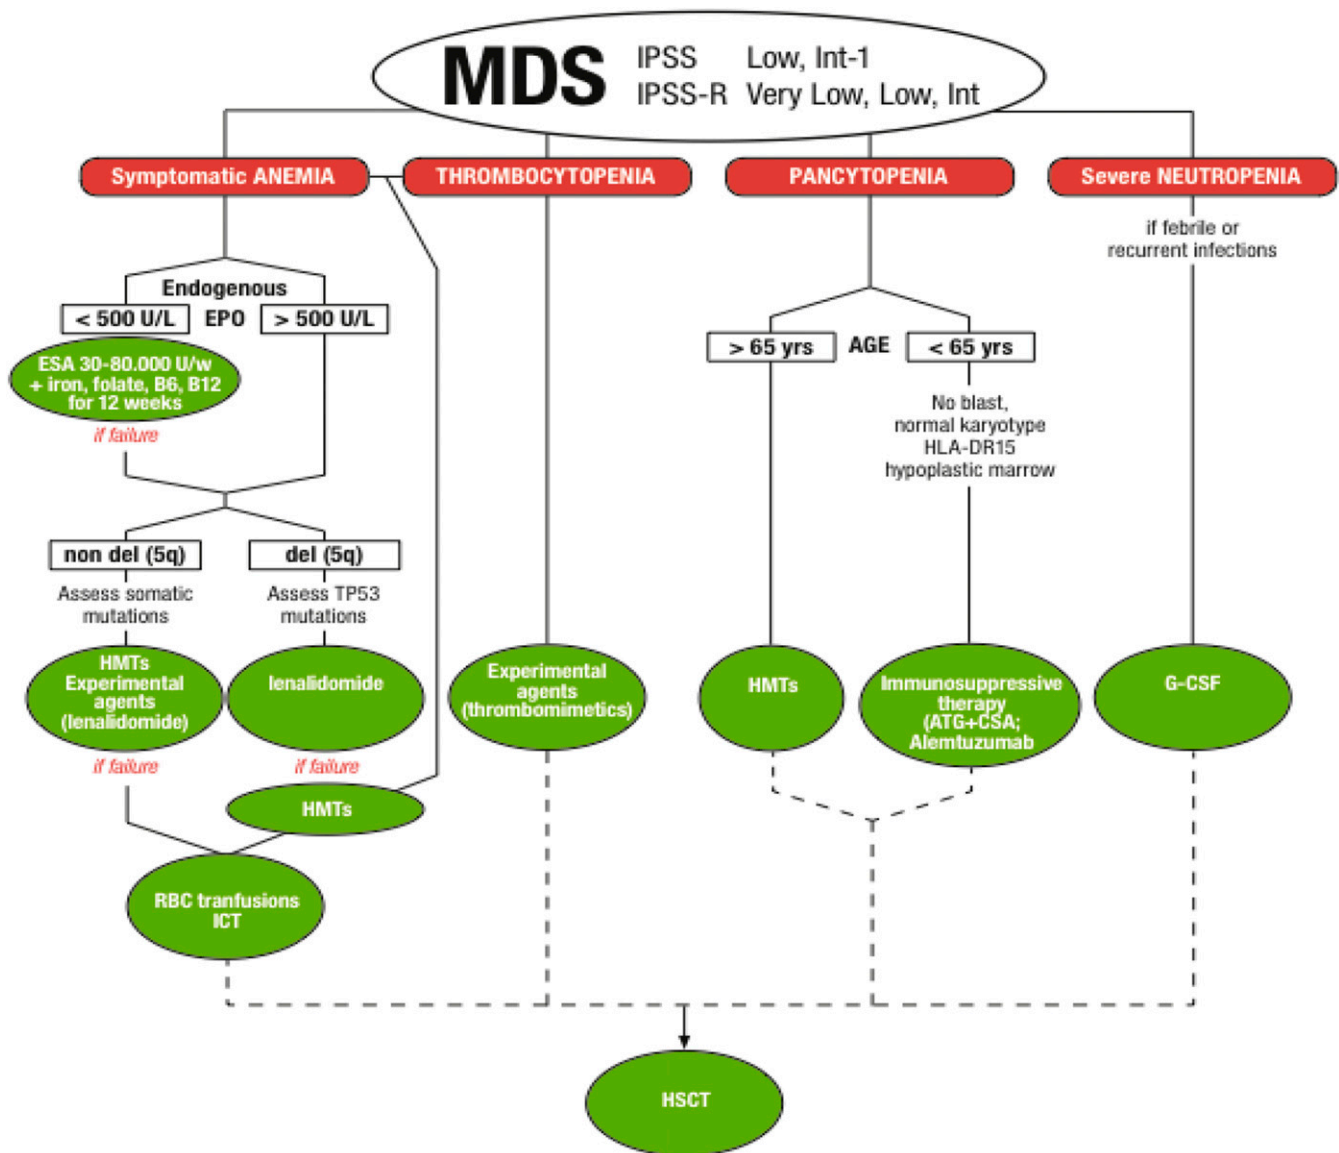 MDS
IPSS Low, Int-1
IPSS-R Very Low, Low, Int
Symptomatic ANEMIA
THROMBOCYTOPENIA
PANCYTOPENIA
Severe NEUTROPENIA
if febrile or
recurrent infections
Endogenous
< 500 U/L EPO > 500 U/L
ESA 30-80.000 U/w
+ iron, folate, B6, B12
for 12 weeks
if failure
> 65 yrs AGE < 65 yrs
No blast,
normal karyotype
HLA-DR15
hypoplastic marrow
non del (5q)
del (5q)
Assess somatic
mutations
Assess TP53
mutations
HMTs
Experimental
agents
(lenalidomide)
lenalidomide
Experimental
agents
(thrombomimetics)
HMTs
Immunosuppressive
therapy
(ATG+CSA;
Alemtuzumab
G-CSF
if failure
if failure
HMTs
RBC tranfusions
ICT
HSCT